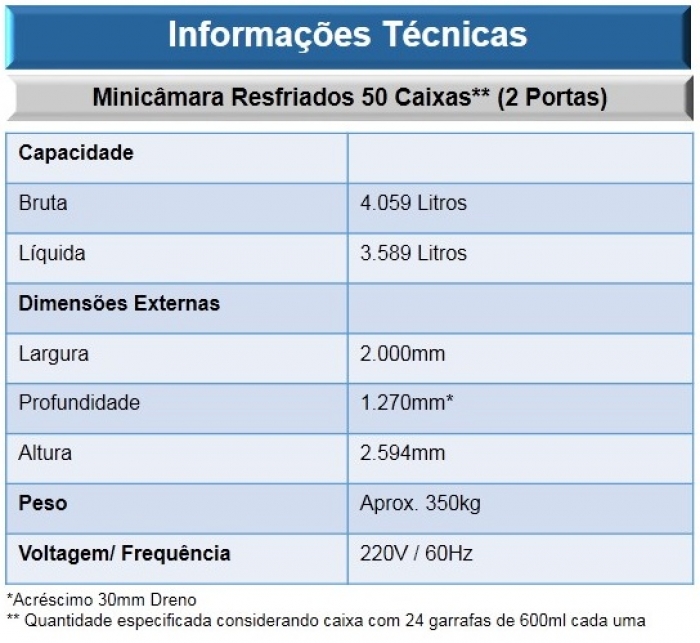 Informações Técnicas
Minicâmara Resfriados 50 Caixas** (2 Portas)
Capacidade
Bruta 4.059 Litros
Líquida 3.589 Litros
Dimensões Externas
Largura 2.000mm
Profundidade 1.270mm*
Altura 2.594mm
Peso Aprox. 350kg
Voltagem/ Frequência 220V / 60Hz
*Acréscimo 30mm Dreno
** Quantidade especificada considerando caixa com 24 garrafas de 600ml cada uma